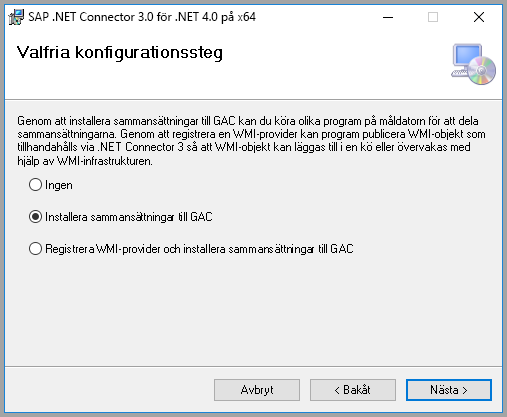 SAP .NET Connector 3.0 för .NET 4.0 på x64
Valfria konfigurationssteg
Genom att installera sammansättningar till GAC kan du köra olika program på måldatorn för att dela
sammansättningarna. Genom att registrera en WMI-provider kan program publicera WMI-objekt som
tillhandahålls via .NET Connector 3 så att WMI-objekt kan läggas till i en kö eller övervakas med
hjälp av WMI-infrastrukturen.
Ingen
Installera sammansättningar till GAC
Registrera WMI-provider och installera sammansättningar till GAC
Avbryt
< Bakåt
Nästa >